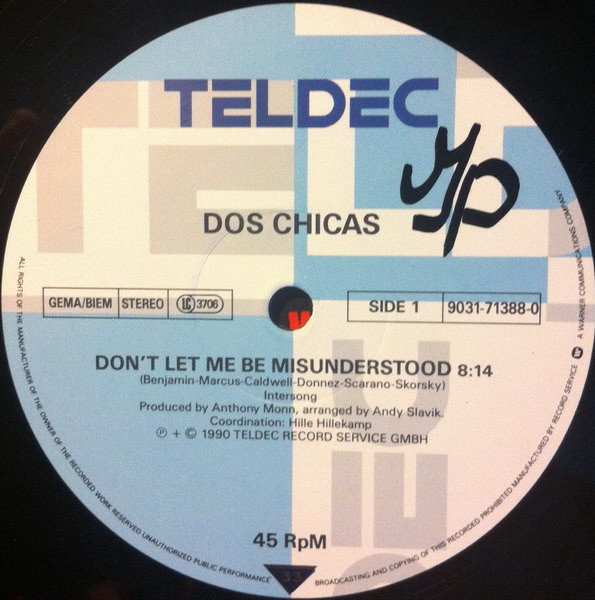 TELDEC
DOS CHICAS
GEMA/BIEM STEREO LC 3706
SIDE 1 9031-71388-0
DON'T LET ME BE MISUNDERSTOOD 8:14
(Benjamin-Marcus-Caldwell-Donnez-Scarano-Skorsky)
Intersong
Produced by Anthony Monn, arranged by Andy Slavik.
Coordination: Hille Hillekamp
℗ + © 1990 TELDEC RECORD SERVICE GMBH
45 RpM
33
ALL RIGHTS OF THE MANUFACTURER OF THE OWNER OF THE RECORDED WORK RESERVED UNAUTHORIZED PUBLIC PERFORMANCE
BROADCASTING AND COPYING OF THIS RECORDED PROHIBITED MANUFACTURED BY RECORD SERVICE A WARNER COMMUNICATIONS COMPANY